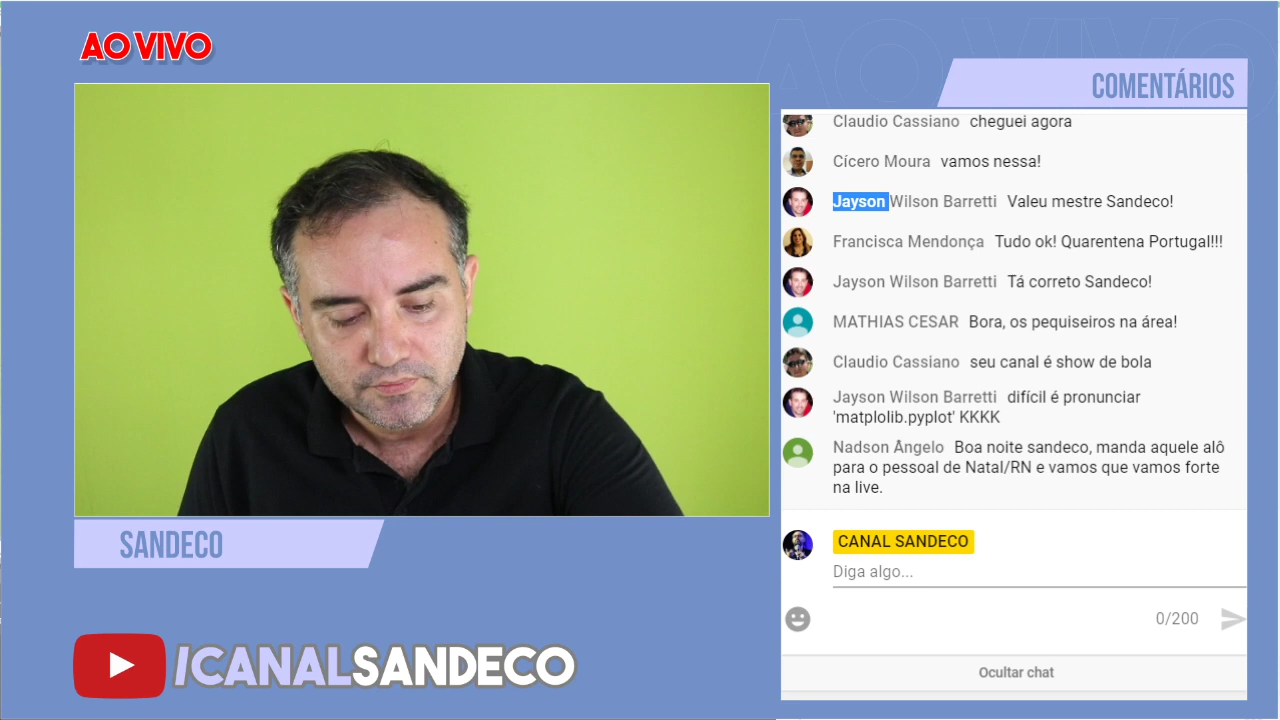 AO VIVO
AO VIVO
COMENTÁRIOS
Claudio Cassiano cheguei agora
Cícero Moura vamos nessa!
Jayson Wilson Barretti Valeu mestre Sandeco!
Francisca Mendonça Tudo ok! Quarentena Portugal!!!
Jayson Wilson Barretti Tá correto Sandeco!
MATHIAS CESAR Bora, os pequiseiros na área!
Claudio Cassiano seu canal é show de bola
Jayson Wilson Barretti difícil é pronunciar
'matplolib.pyplot' KKKK
Nadson Ângelo Boa noite sandeco, manda aquele alô
para o pessoal de Natal/RN e vamos que vamos forte
na live.
CANAL SANDECO
Diga algo...
0/200
Ocultar chat
SANDECO
/CANALSANDECO